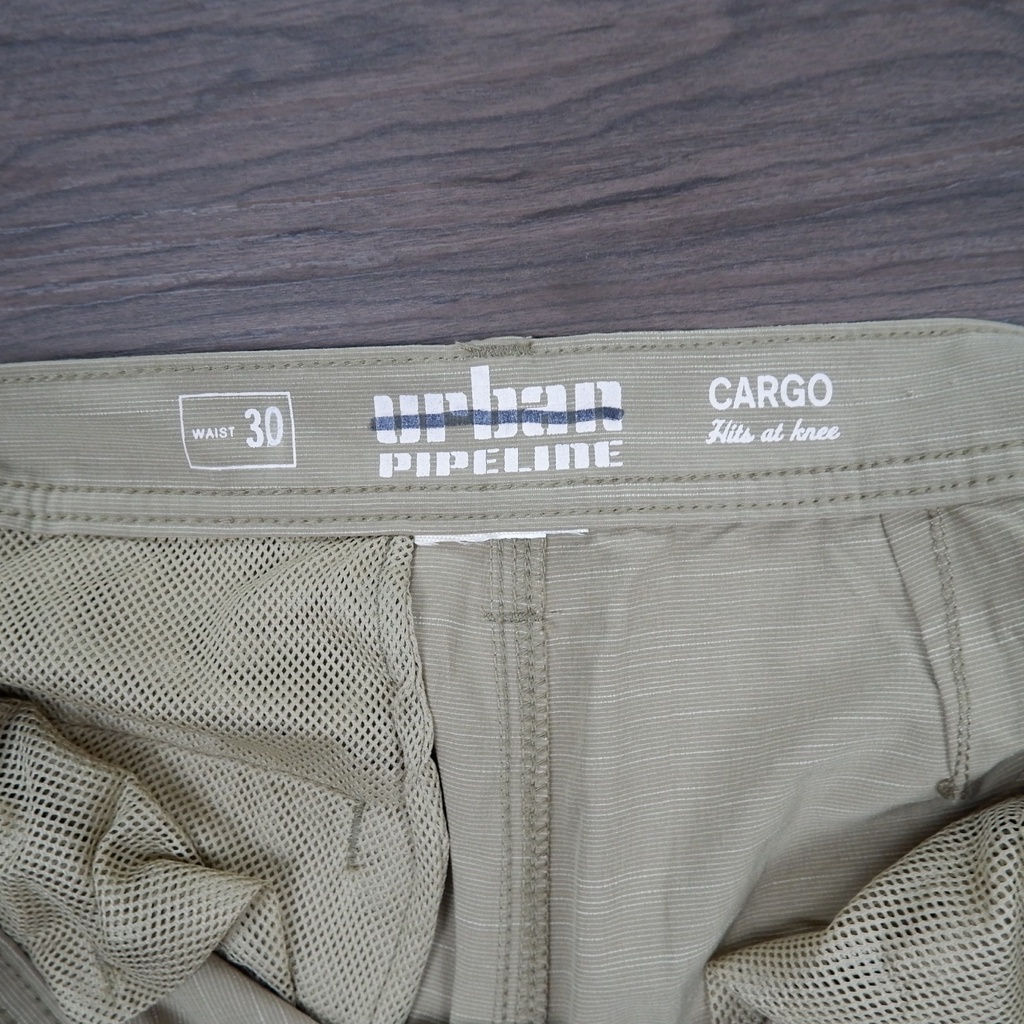 WAIST 30
urban
PIPELINE
CARGO
Hits at knee